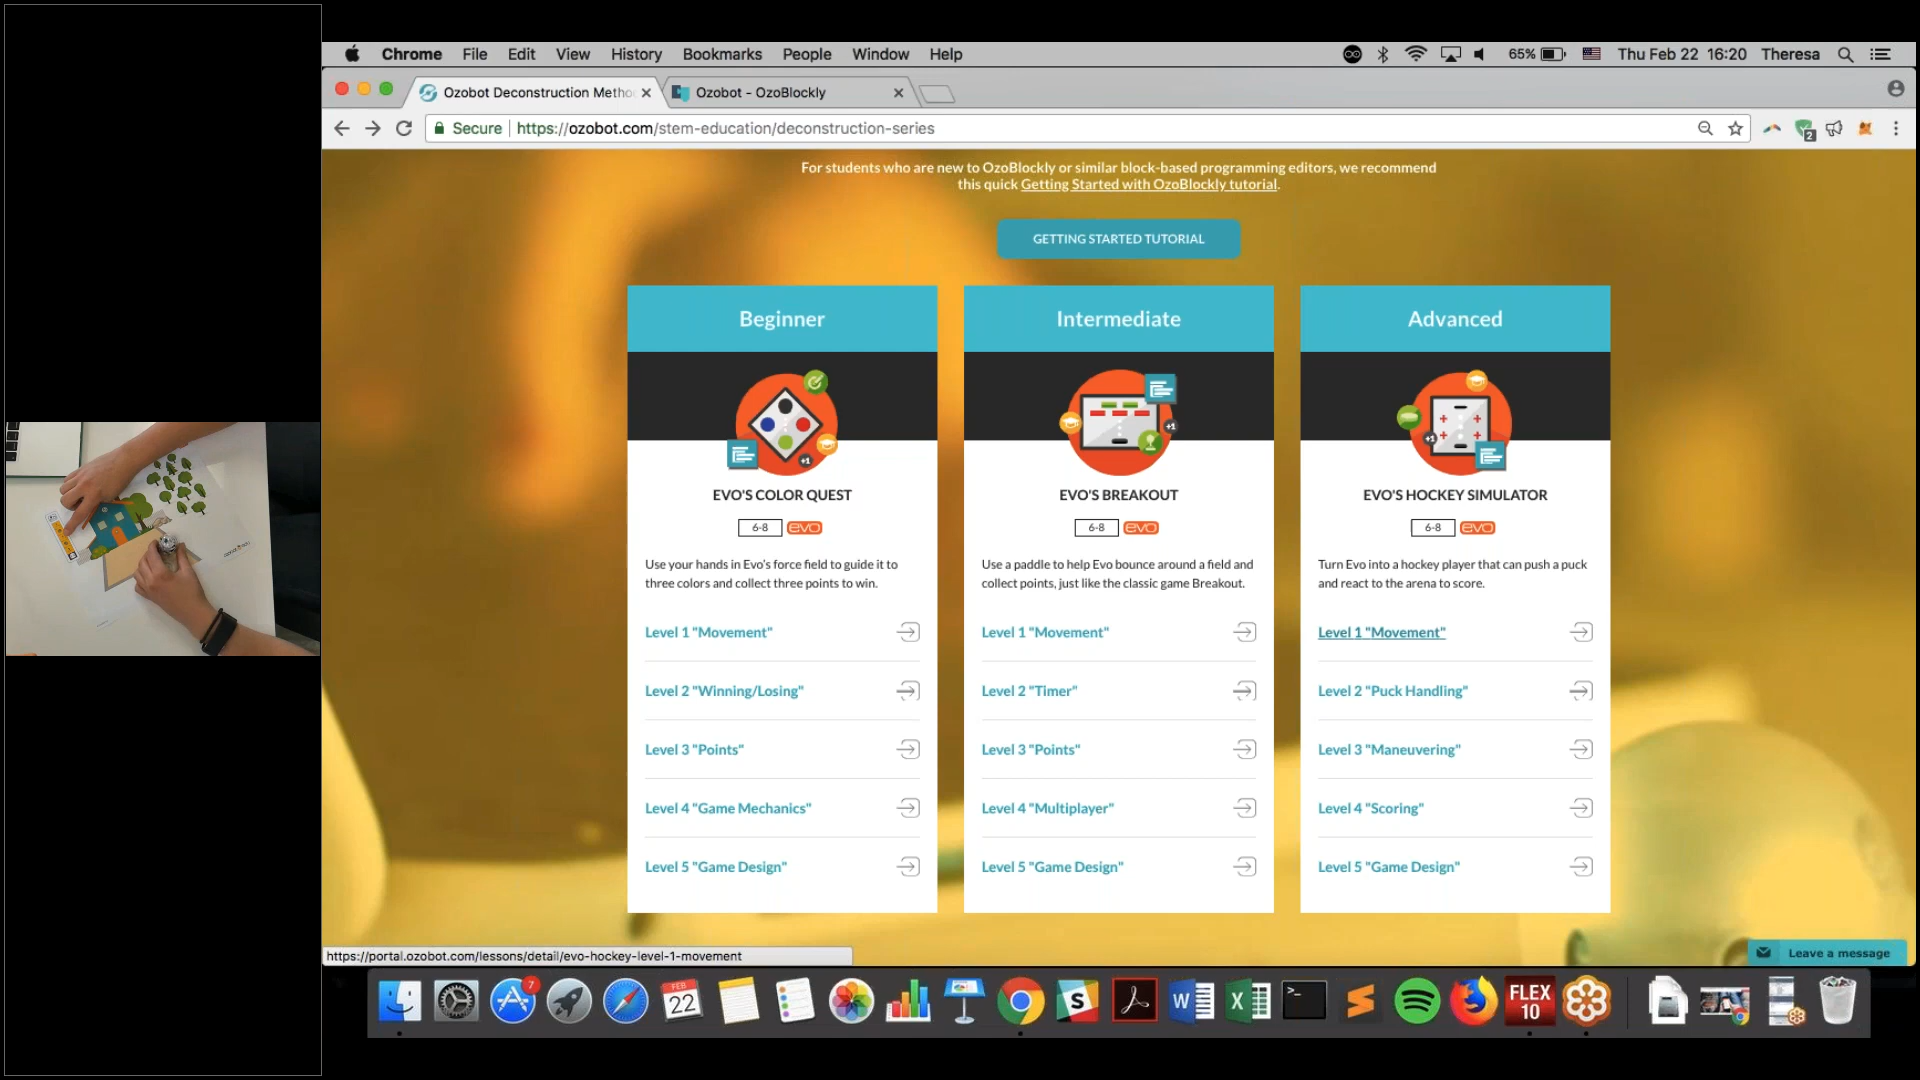 Chrome File Edit View History Bookmarks People Window Help 65% Thu Feb 22 16:20 Theresa
Ozobot Deconstruction Metho Ozobot - OzoBlockly
Secure https://ozobot.com/stem-education/deconstruction-series 2
For students who are new to OzoBlockly or similar block-based programming editors, we recommend
this quick Getting Started with OzoBlockly tutorial.
GETTING STARTED TUTORIAL
Beginner
+1
EVO'S COLOR QUEST
6-8 evo
Use your hands in Evo's force field to guide it to
three colors and collect three points to win.
Level 1 "Movement"
Level 2 "Winning/Losing"
Level 3 "Points"
Level 4 "Game Mechanics"
Level 5 "Game Design"
Intermediate
+1
EVO'S BREAKOUT
6-8 evo
Use a paddle to help Evo bounce around a field and
collect points, just like the classic game Breakout.
Level 1 "Movement"
Level 2 "Timer"
Level 3 "Points"
Level 4 "Multiplayer"
Level 5 "Game Design"
Advanced
+1
EVO'S HOCKEY SIMULATOR
6-8 evo
Turn Evo into a hockey player that can push a puck
and react to the arena to score.
Level 1 "Movement"
Level 2 "Puck Handling"
Level 3 "Maneuvering"
Level 4 "Scoring"
Level 5 "Game Design"
https://portal.ozobot.com/lessons/detail/evo-hockey-level-1-movement
Leave a message
7
FEB
22
S
W
X
>_
FLEX
10